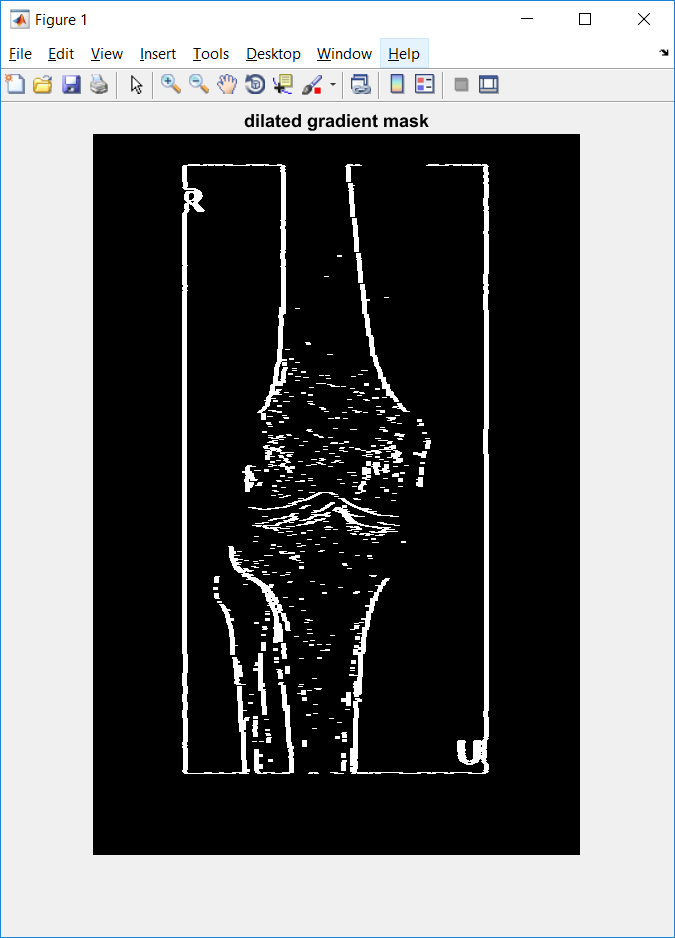 Figure 1
File Edit View Insert Tools Desktop Window Help
dilated gradient mask
R
U